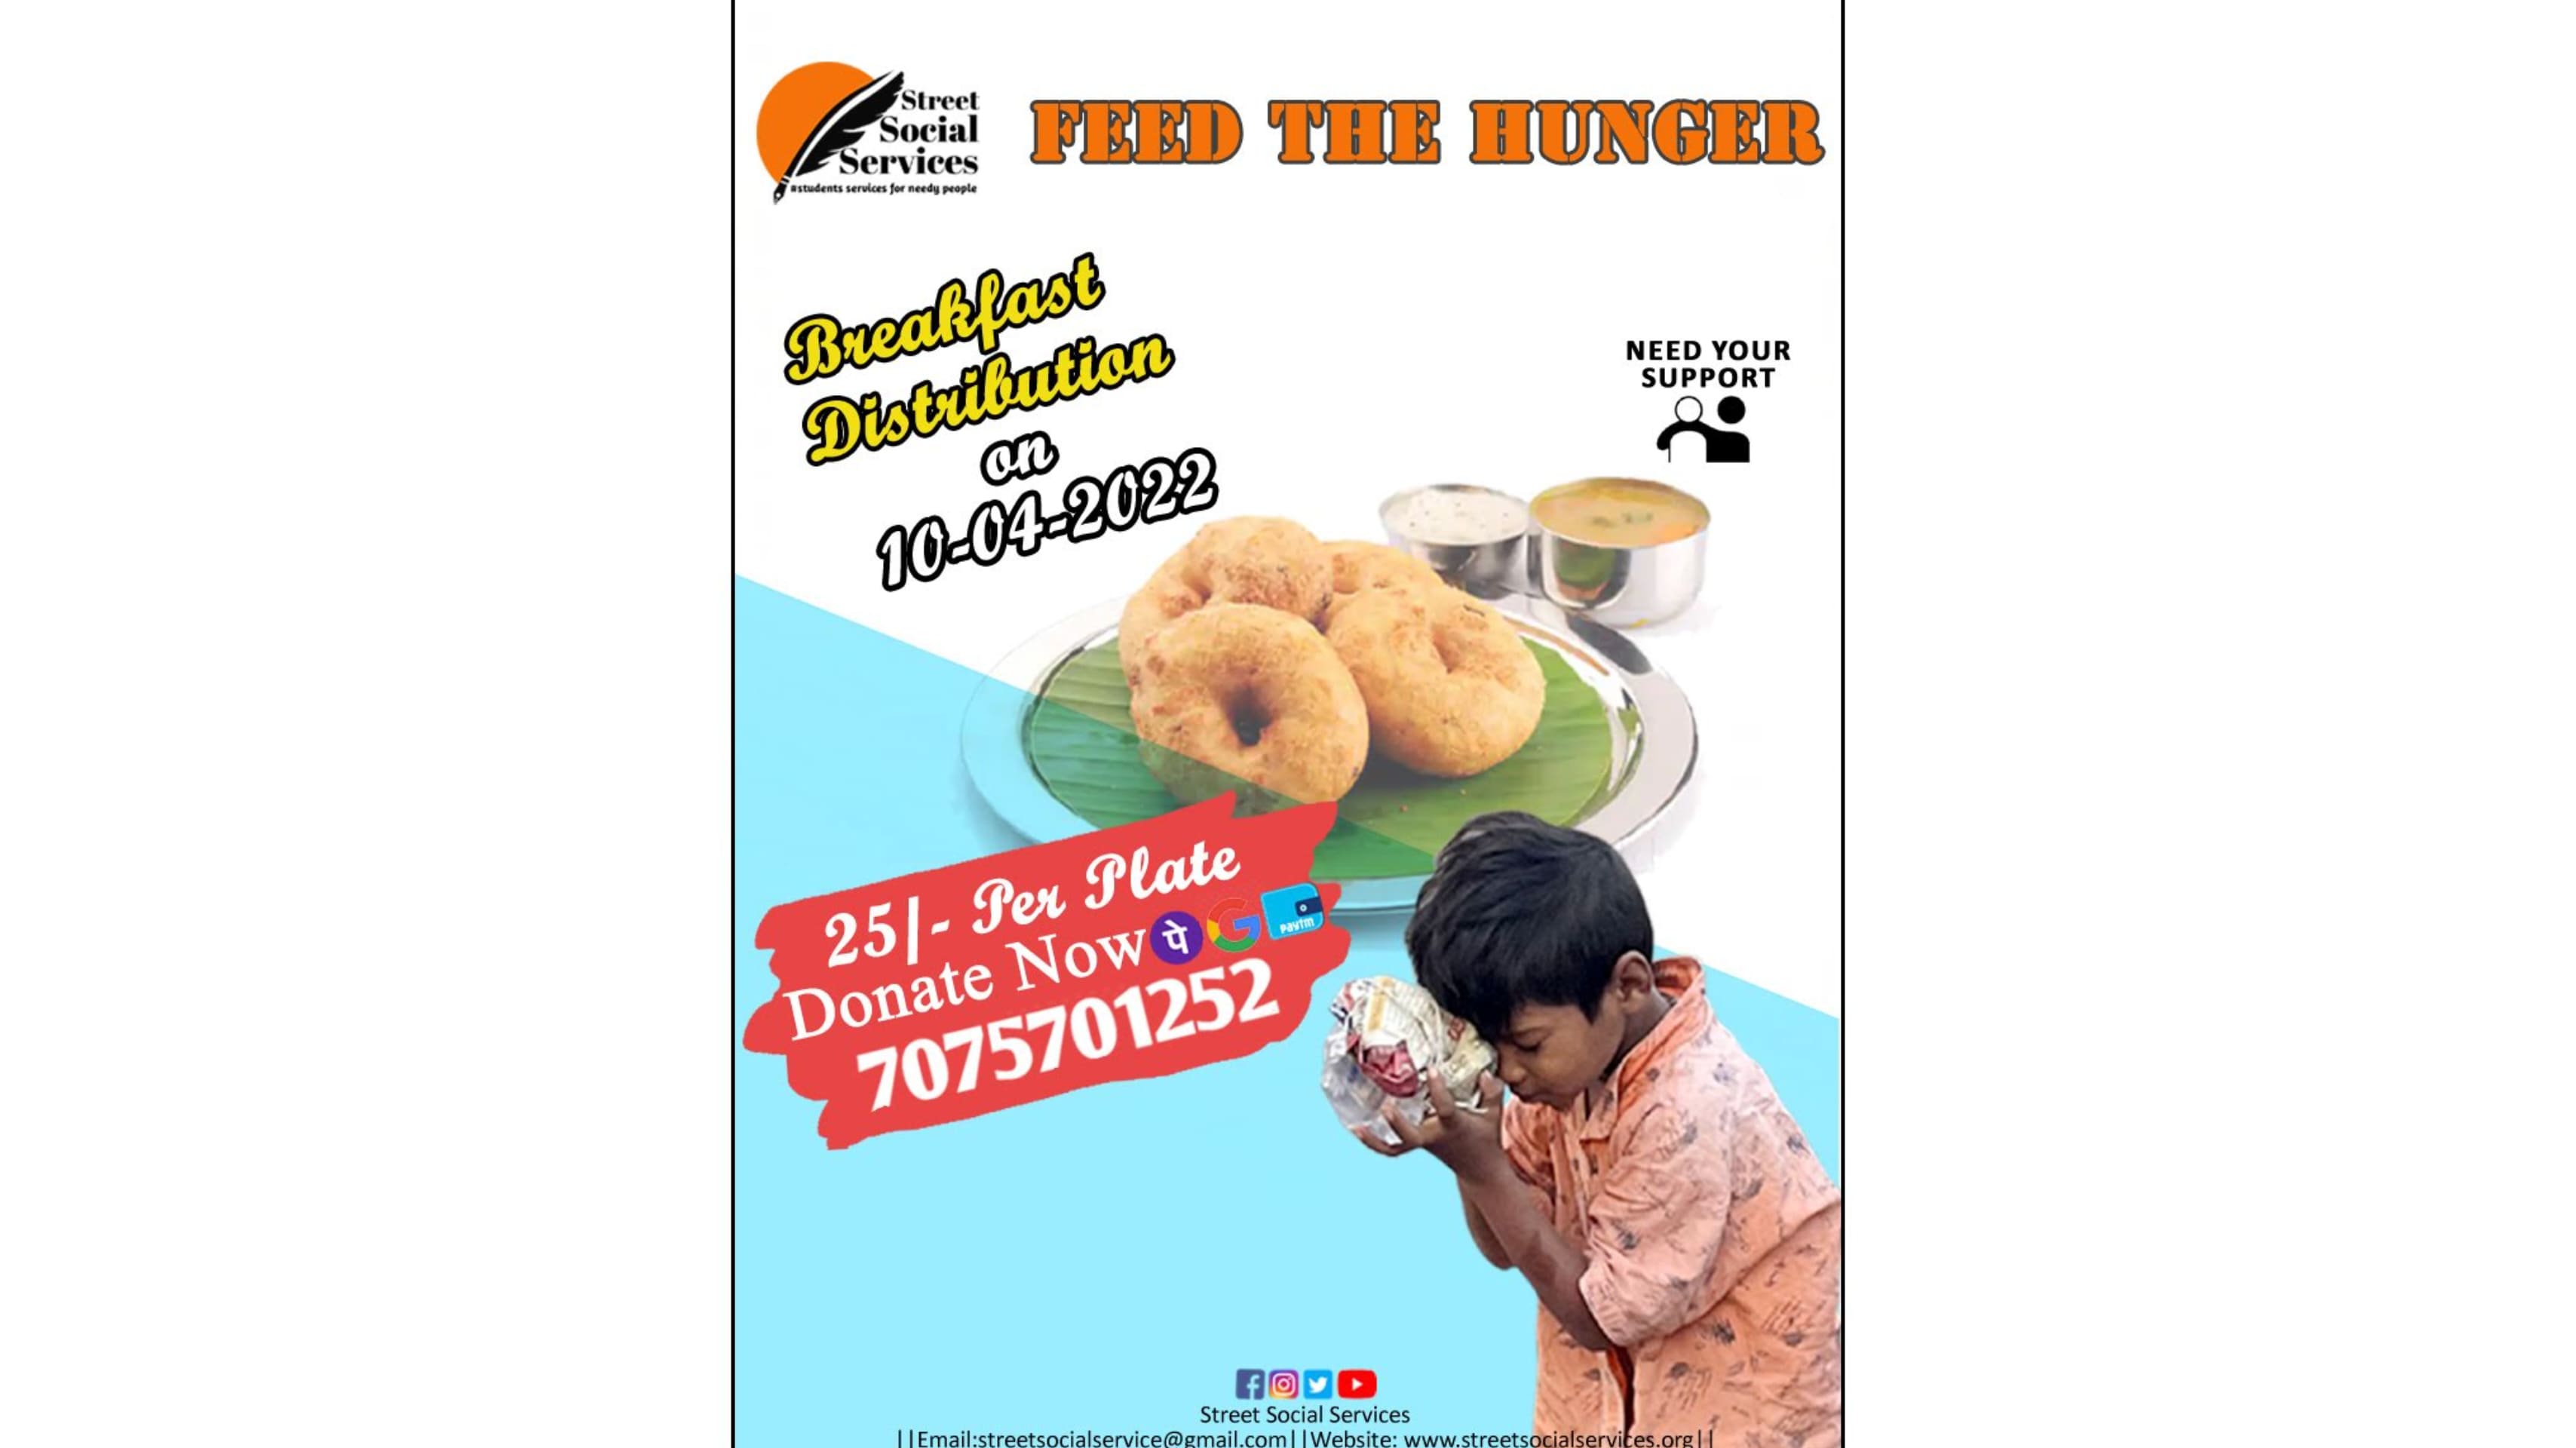 Street
Social
Services
#students services for needy people
FEED THE HUNGER
Breakfast
Distribution
on
10-04-2022
NEED YOUR
SUPPORT
25/- Per Plate
Donate Now पे G paytm
7075701252
Street Social Services
||Email:streetsocialservice@gmail.com||Website: www.streetsocialservices.org||